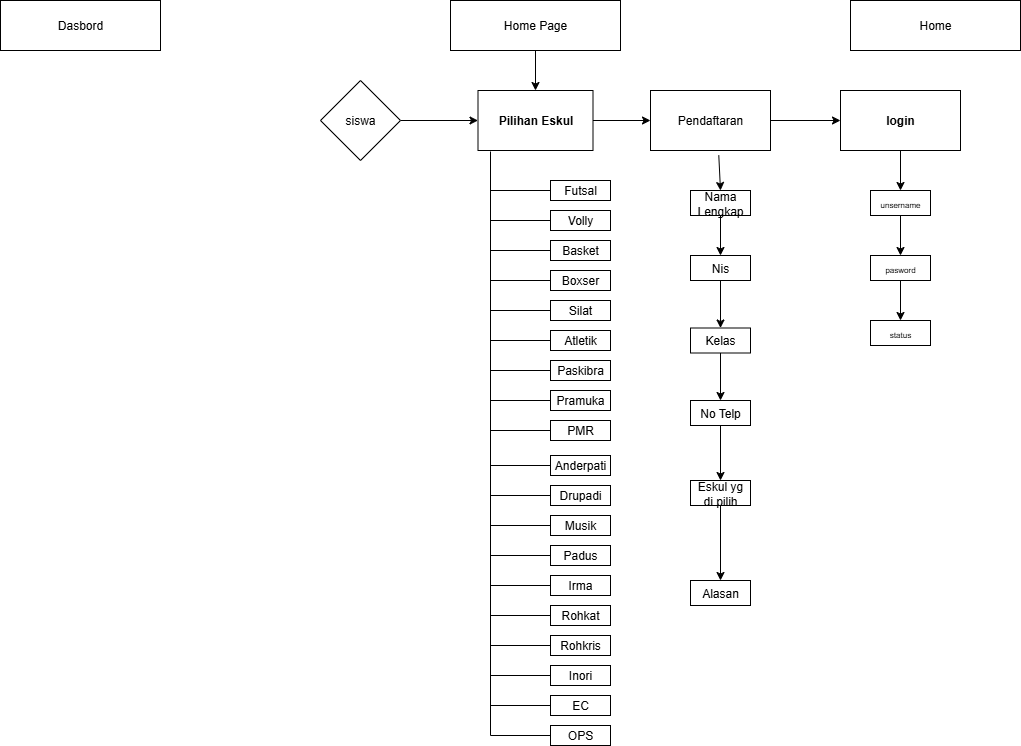 Dasbord
Home Page
Home
siswa
Pilihan Eskul
Pendaftaran
login
Futsal
Volly
Basket
Boxser
Silat
Atletik
Paskibra
Pramuka
PMR
Anderpati
Drupadi
Musik
Padus
Irma
Rohkat
Rohkris
Inori
EC
OPS
Nama
Lengkap
Nis
Kelas
No Telp
Eskul yg
di pilih
Alasan
unsername
pasword
status